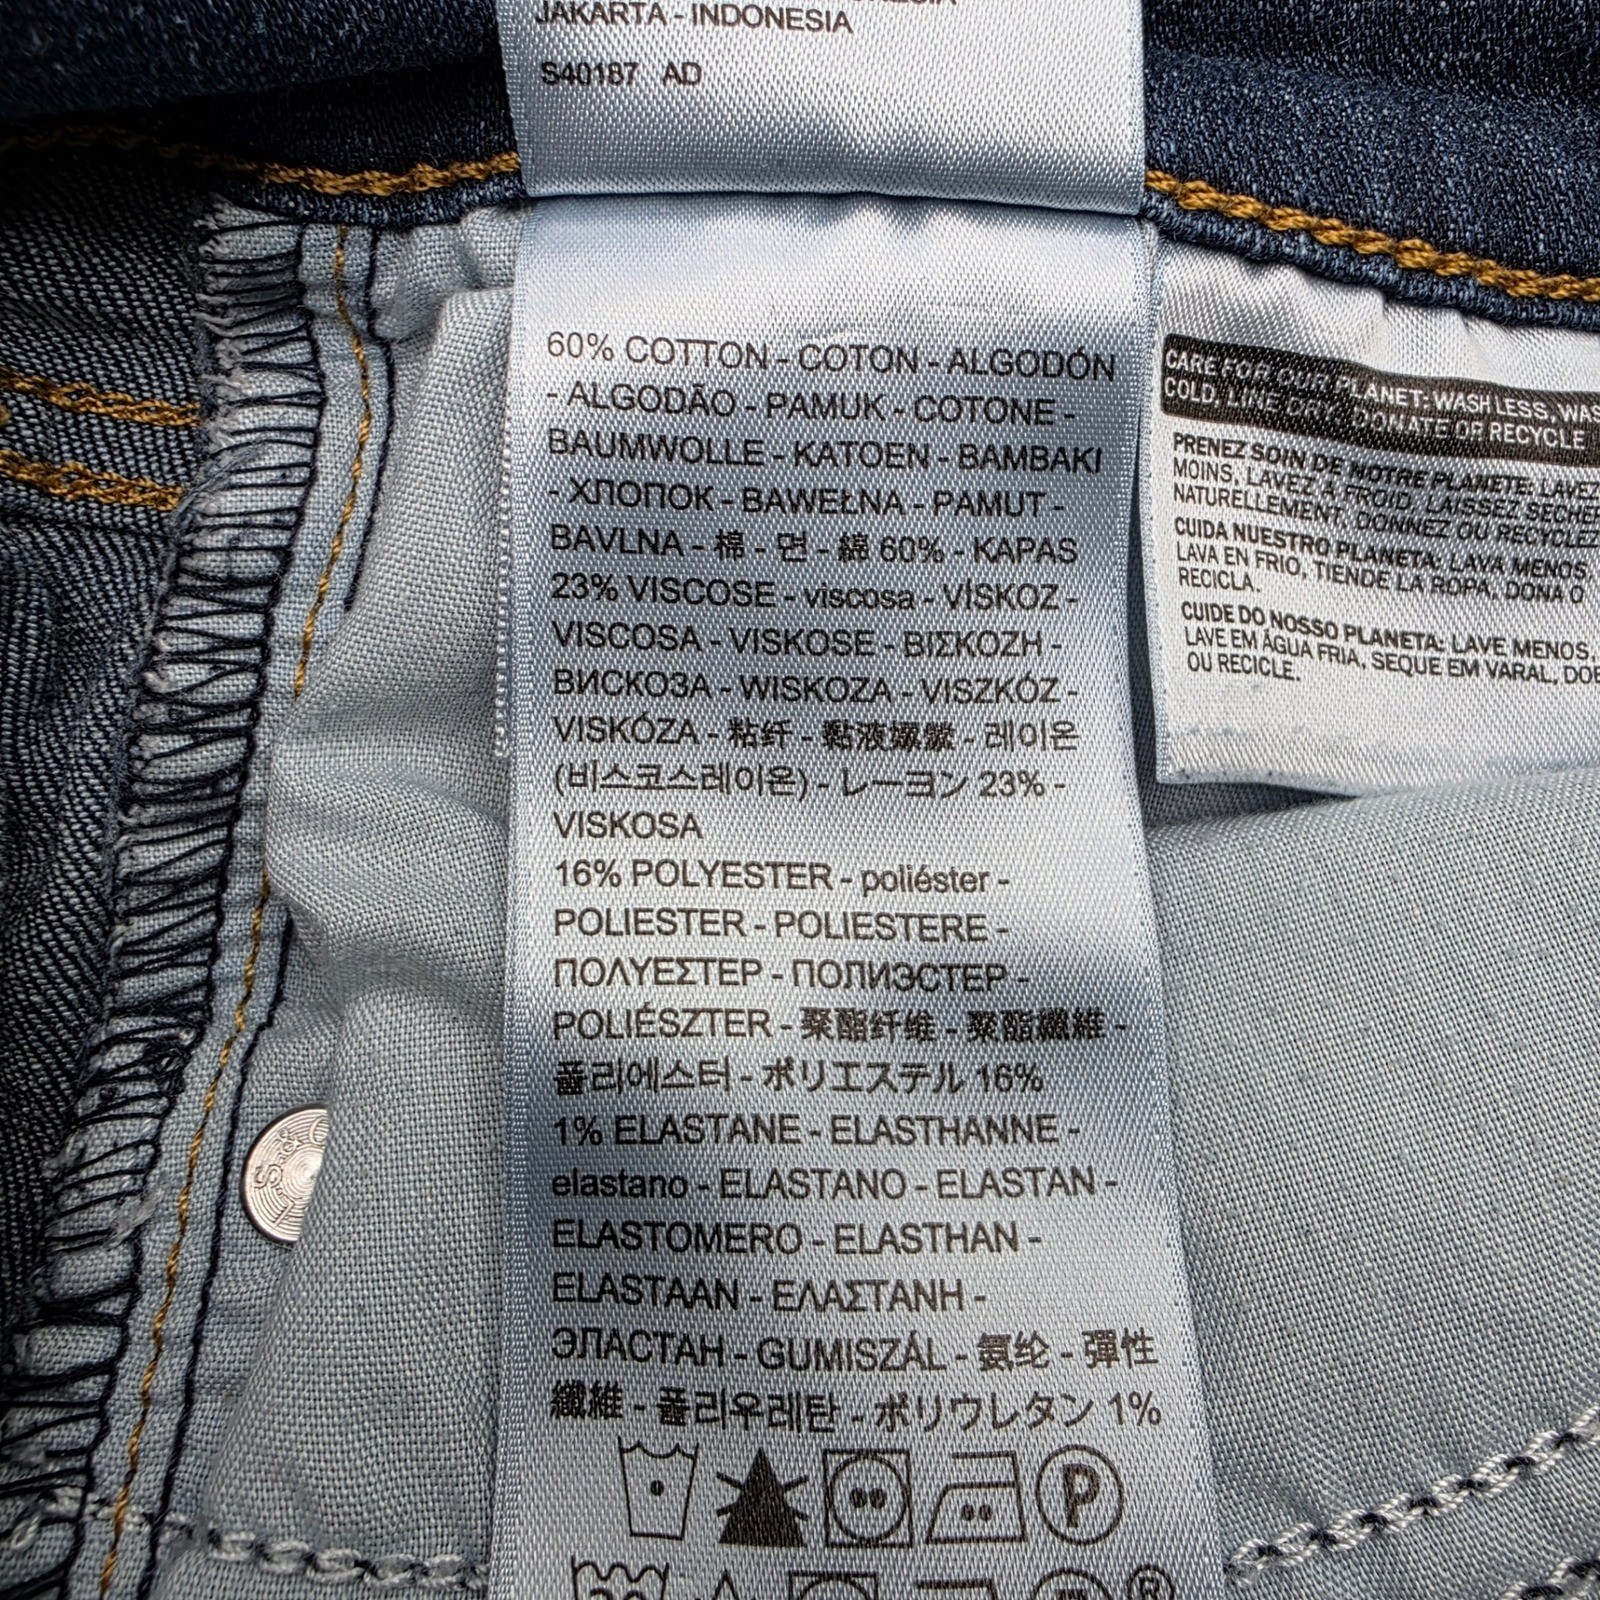 JAKARTA - INDONESIA
S40187 AD
60% COTTON - COTON - ALGODÓN
- ALGODÃO - PAMUK - COTONE -
BAUMWOLLE - KATOEN - BAMBAKI
- ХЛОПОК - BAWEŁNA - PAMUT -
BAVLNA - 棉 - 면 - 綿 60% - KAPAS
23% VISCOSE - viscosa - VİSKOZ -
VISCOSA - VISKOSE - ΒΙΣΚΟΖΗ -
ВИСКОЗА - WISKOZA - VISZKÓZ -
VISKÓZA - 粘纤 - 黏液嫘縈 - 레이온
(비스코스레이온) - レーヨン 23% -
VISKOSA
16% POLYESTER - poliéster -
POLIESTER - POLIESTERE -
ΠΟΛΥΕΣΤΕΡ - ПОЛИЭСТЕР -
POLIÉSZTER - 聚酯纤维 - 聚酯纖維 -
폴리에스터 - ポリエステル 16%
1% ELASTANE - ELASTHANNE -
elastano - ELASTANO - ELASTAN -
ELASTOMERO - ELASTHAN -
ELASTAAN - ΕΛΑΣΤΑΝΗ -
ЭЛАСТАН - GUMISZÁL - 氨纶 - 彈性
纖維 - 폴리우레탄 - ポリウレタン 1%
P
CARE FOR OUR PLANET: WASH LESS, WAS
COLD, LINE DRY, DONATE OR RECYCLE
PRENEZ SOIN DE NOTRE PLANETE: LAVEZ
MOINS, LAVEZ À FROID, LAISSEZ SECHER
NATURELLEMENT, DONNEZ OU RECYCLEZ
CUIDA NUESTRO PLANETA: LAVA MENOS,
LAVA EN FRIO, TIENDE LA ROPA, DONA O
RECICLA.
CUIDE DO NOSSO PLANETA: LAVE MENOS,
LAVE EM ÁGUA FRIA, SEQUE EM VARAL, DOE
OU RECICLE.